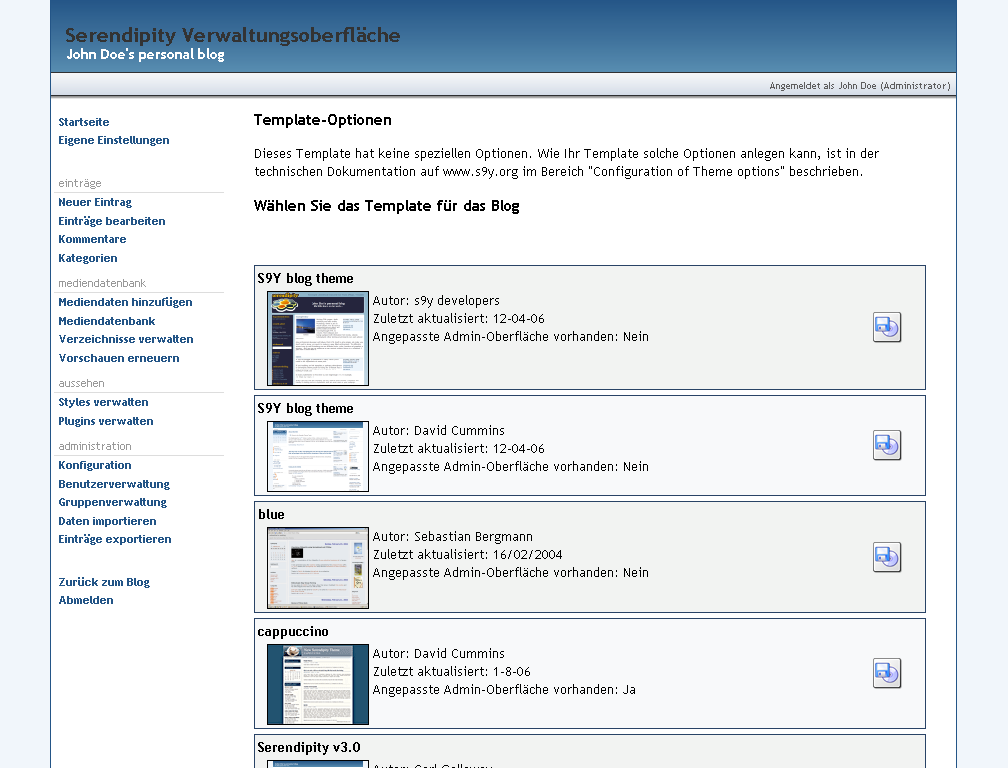 Serendipity Verwaltungsoberfläche
John Doe's personal blog
Angemeldet als John Doe (Administrator)
Startseite
Eigene Einstellungen
einträge
Neuer Eintrag
Einträge bearbeiten
Kommentare
Kategorien
mediendatenbank
Mediendaten hinzufügen
Mediendatenbank
Verzeichnisse verwalten
Vorschauen erneuern
aussehen
Styles verwalten
Plugins verwalten
administration
Konfiguration
Benutzerverwaltung
Gruppenverwaltung
Daten importieren
Einträge exportieren
Zurück zum Blog
Abmelden
Template-Optionen
Dieses Template hat keine speziellen Optionen. Wie Ihr Template solche Optionen anlegen kann, ist in der
technischen Dokumentation auf www.s9y.org im Bereich "Configuration of Theme options" beschrieben.
Wählen Sie das Template für das Blog
S9Y blog theme
Autor: s9y developers
Zuletzt aktualisiert: 12-04-06
Angepasste Admin-Oberfläche vorhanden: Nein
S9Y blog theme
Autor: David Cummins
Zuletzt aktualisiert: 12-04-06
Angepasste Admin-Oberfläche vorhanden: Nein
blue
Autor: Sebastian Bergmann
Zuletzt aktualisiert: 16/02/2004
Angepasste Admin-Oberfläche vorhanden: Nein
cappuccino
Autor: David Cummins
Zuletzt aktualisiert: 1-8-06
Angepasste Admin-Oberfläche vorhanden: Ja
Serendipity v3.0